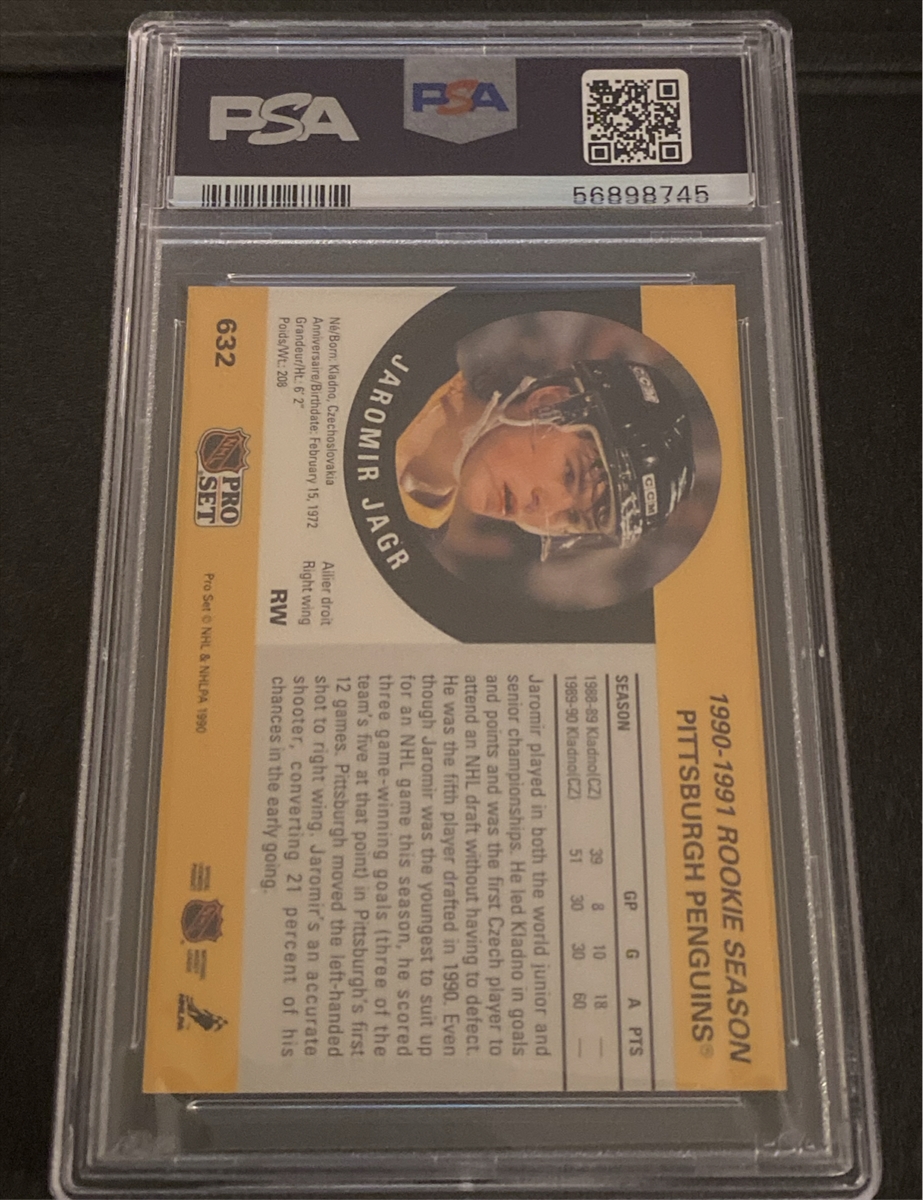 PSA
PSA
56898745
1990-1991 ROOKIE SEASON
PITTSBURGH PENGUINS®
CCM
CCM
JAROMIR JAGR
Né/Born: Kladno, Czechoslovakia
Anniversaire/Birthdate: February 15, 1972
Grandeur/Ht.: 6' 2"
Poids/Wt.: 208
Ailier droit
Right wing
RW
SEASON GP G A PTS
1988-89 Kladno(CZ) 39 8 10 18 —
1989-90 Kladno(CZ) 51 30 30 60 —
Jaromir played in both the world junior and
senior championships. He led Kladno in goals
and points and was the first Czech player to
attend an NHL draft without having to defect.
He was the fifth player drafted in 1990. Even
though Jaromir was the youngest to suit up
for an NHL game this season, he scored
three game-winning goals (three of the
team's five at that point) in Pittsburgh's first
12 games. Pittsburgh moved the left-handed
shot to right wing. Jaromir's an accurate
shooter, converting 21 percent of his
chances in the early going.
632
NHL
PRO
SET
Pro Set © NHL & NHLPA 1990
NHL
NHLPA